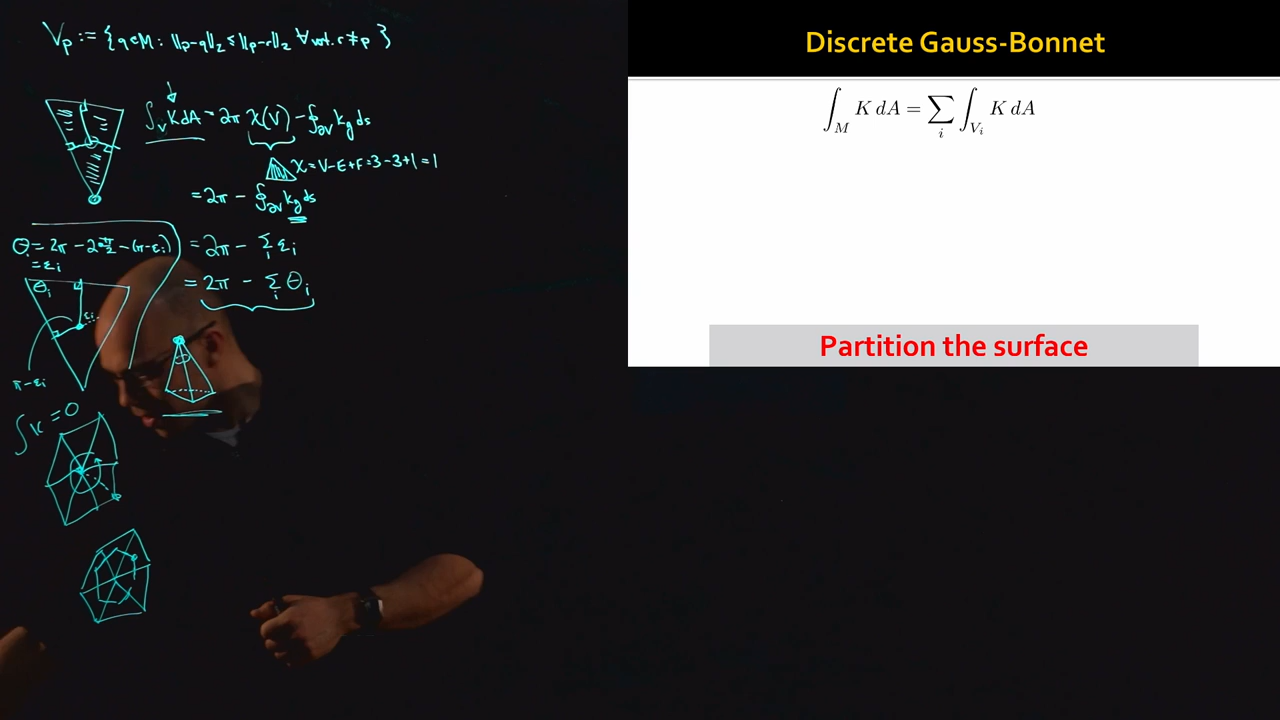 V_p := { q ∈ M : ||p-q||₂ ≤ ||p-r||₂ ∀ vert. r ≠ p }
∫_V K dA = 2π χ(V) - ∮_∂V k_g ds
χ = V - E + F = 3 - 3 + 1 = 1
= 2π - ∮_∂V k_g ds
θ_i = 2π - 2·π/2 - (π-ε_i)
= ε_i
= 2π - Σ_i ε_i
= 2π - Σ_i θ_i
θ_i
ε_i
π-ε_i
∫K = 0
Discrete Gauss-Bonnet
∫_M K dA = Σ_i ∫_{V_i} K dA
Partition the surface